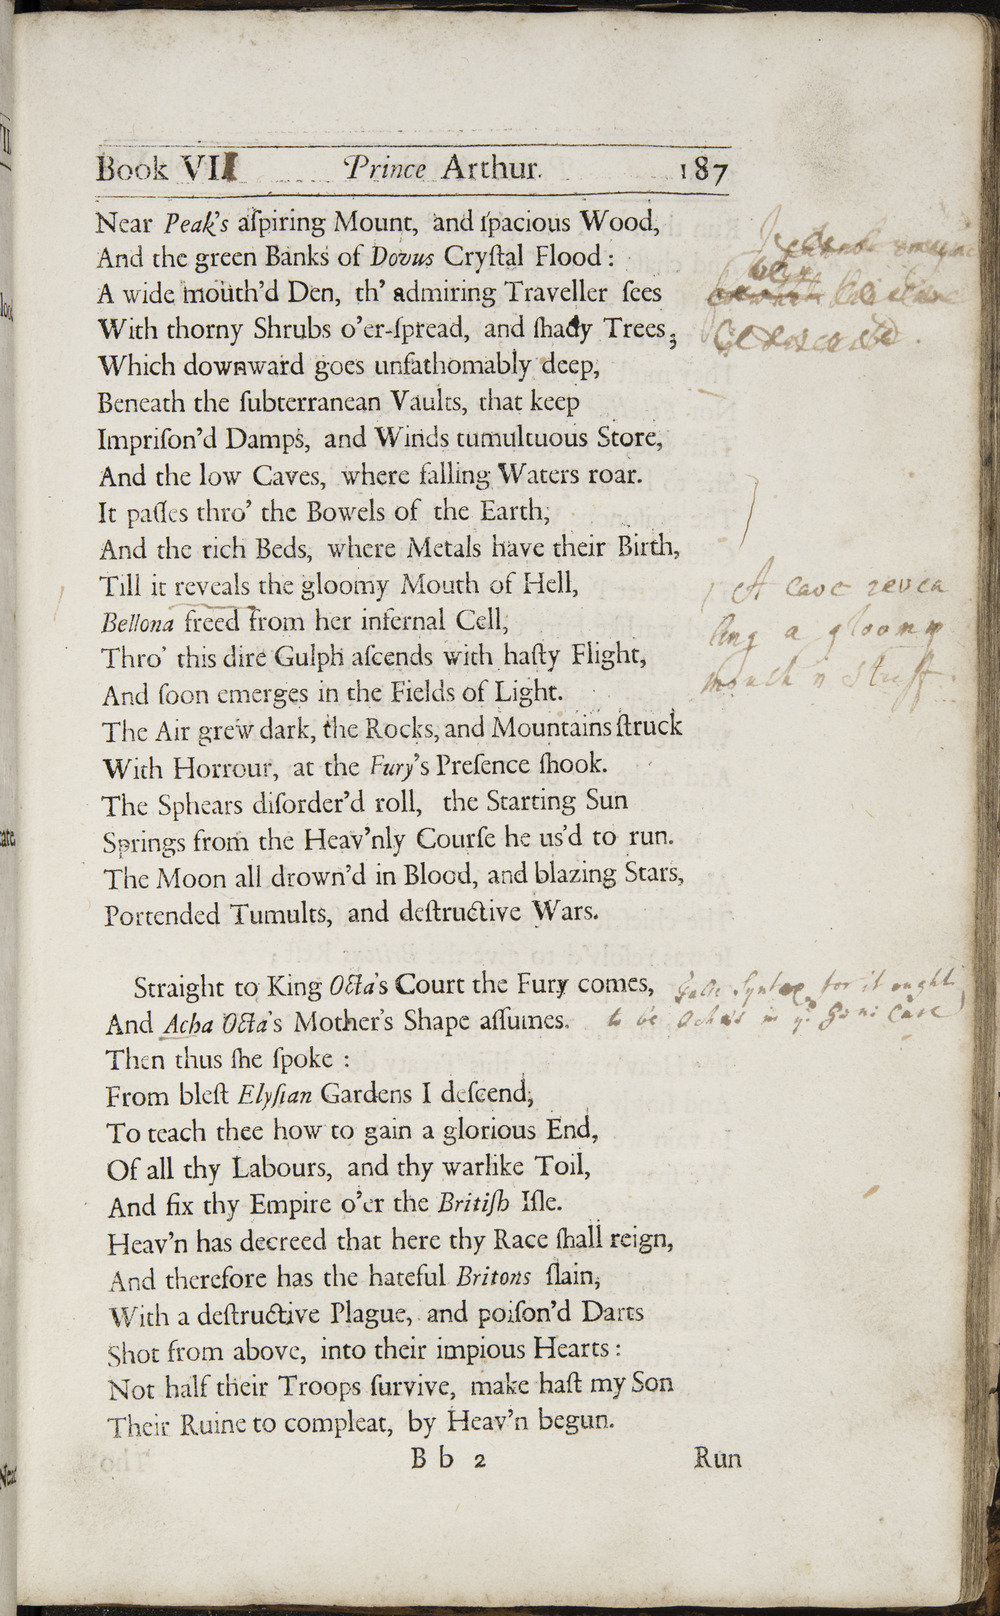 Book VII Prince Arthur. 187
Near Peak's aſpiring Mount, and ſpacious Wood,
And the green Banks of Dovus Cryſtal Flood :
A wide mouth'd Den, th' admiring Traveller ſees
With thorny Shrubs o'er-ſpread, and ſhady Trees;
Which downward goes unfathomably deep,
Beneath the ſubterranean Vaults, that keep
Impriſon'd Damps, and Winds tumultuous Store,
And the low Caves, where falling Waters roar.
It paſſes thro' the Bowels of the Earth,
And the rich Beds, where Metals have their Birth,
Till it reveals the gloomy Mouth of Hell,
A cave revea
Bellona freed from her infernal Cell,
ling a gloomy
Thro' this dire Gulph aſcends with haſty Flight,
mouth stuff
And ſoon emerges in the Fields of Light.
The Air grew dark, the Rocks, and Mountains ſtruck
With Horrour, at the Fury's Preſence ſhook.
The Sphears diſorder'd roll, the Starting Sun
Springs from the Heav'nly Courſe he us'd to run.
The Moon all drown'd in Blood, and blazing Stars,
Portended Tumults, and deſtructive Wars.
Straight to King Octa's Court the Fury comes,
false Syntax for it ought
And Acha Octa's Mother's Shape aſſumes.
to be Acha's in ye Case
Then thus ſhe ſpoke :
From bleſt Elyſian Gardens I deſcend,
To teach thee how to gain a glorious End,
Of all thy Labours, and thy warlike Toil,
And fix thy Empire o'er the Britiſh Iſle.
Heav'n has decreed that here thy Race ſhall reign,
And therefore has the hateful Britons ſlain,
With a deſtructive Plague, and poiſon'd Darts
Shot from above, into their impious Hearts :
Not half their Troops ſurvive, make haſt my Son
Their Ruine to compleat, by Heav'n begun.
B b 2 Run